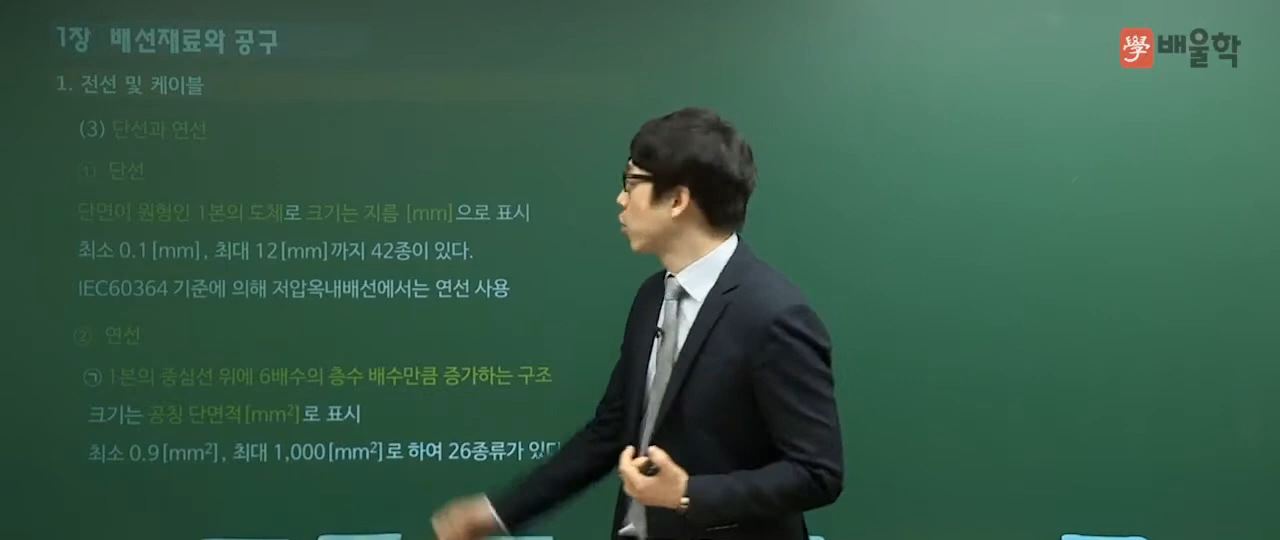 1장 배선재료와 공구
學배울학
1. 전선 및 케이블
(3) 단선과 연선
① 단선
단면이 원형인 1본의 도체로 크기는 지름 [mm]으로 표시
최소 0.1[mm], 최대 12[mm]까지 42종이 있다.
IEC60364 기준에 의해 저압옥내배선에서는 연선 사용
② 연선
㉠ 1본의 중심선 위에 6배수의 층수 배수만큼 증가하는 구조
크기는 공칭 단면적[mm²]로 표시
최소 0.9[mm²], 최대 1,000[mm²]로 하여 26종류가 있다